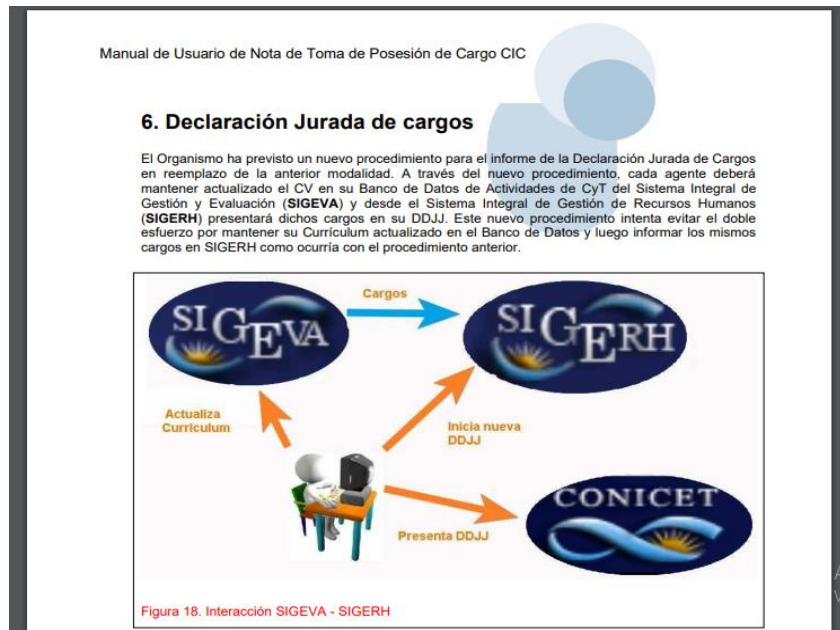 Manual de Usuario de Nota de Toma de Posesión de Cargo CIC
6. Declaración Jurada de cargos
El Organismo ha previsto un nuevo procedimiento para el informe de la Declaración Jurada de Cargos
en reemplazo de la anterior modalidad. A través del nuevo procedimiento, cada agente deberá
mantener actualizado el CV en su Banco de Datos de Actividades de CyT del Sistema Integral de
Gestión y Evaluación (SIGEVA) y desde el Sistema Integral de Gestión de Recursos Humanos
(SIGERH) presentará dichos cargos en su DDJJ. Este nuevo procedimiento intenta evitar el doble
esfuerzo por mantener su Currículum actualizado en el Banco de Datos y luego informar los mismos
cargos en SIGERH como ocurría con el procedimiento anterior.
SIGEVA
Cargos
SIGERH
Actualiza
Curriculum
Inicia nueva
DDJJ
CONICET
Presenta DDJJ
Figura 18. Interacción SIGEVA - SIGERH